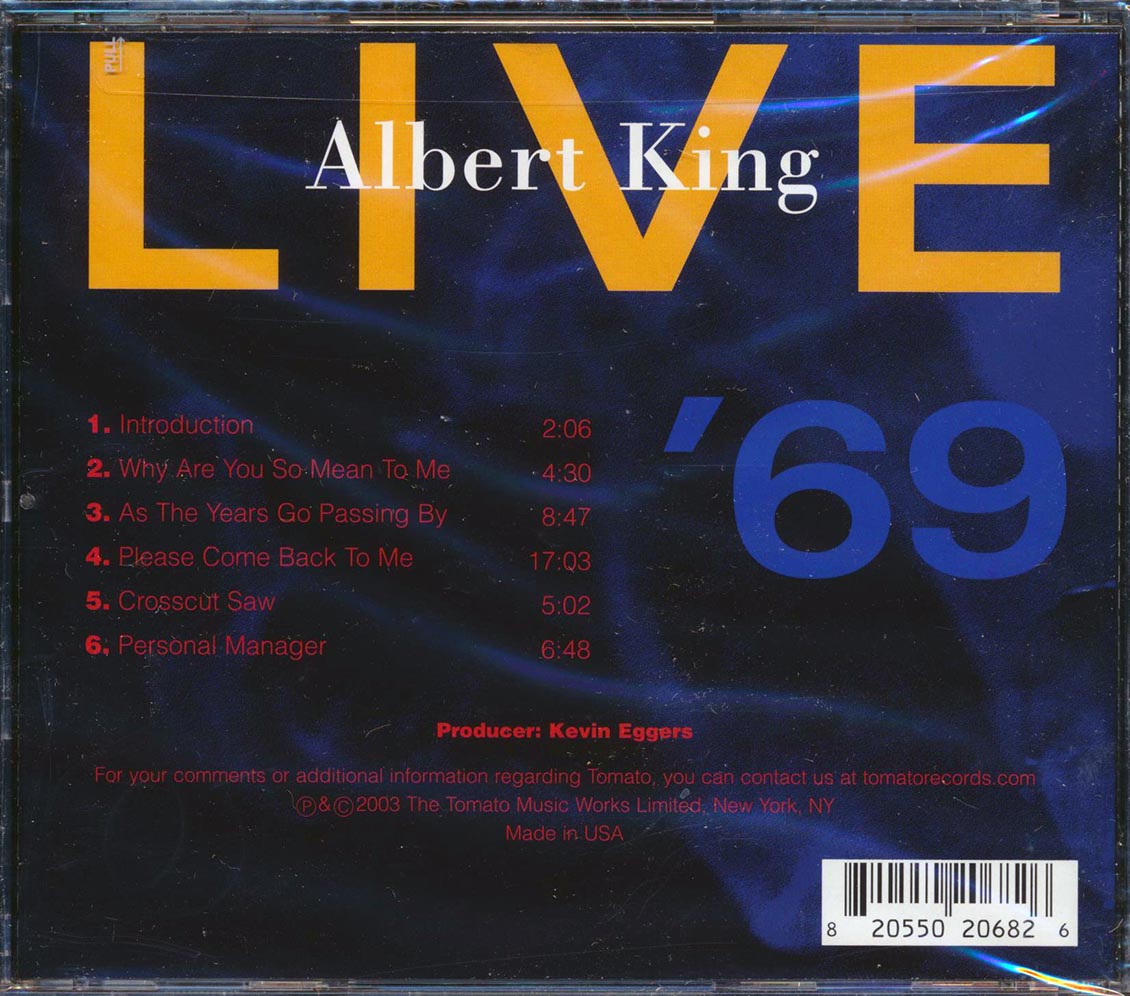 PULL
LIVE
Albert King
'69
1. Introduction 2:06
2. Why Are You So Mean To Me 4:30
3. As The Years Go Passing By 8:47
4. Please Come Back To Me 17:03
5. Crosscut Saw 5:02
6. Personal Manager 6:48
Producer: Kevin Eggers
For your comments or additional information regarding Tomato, you can contact us at tomatorecords.com
℗&©2003 The Tomato Music Works Limited, New York, NY
Made in USA
8 20550 20682 6